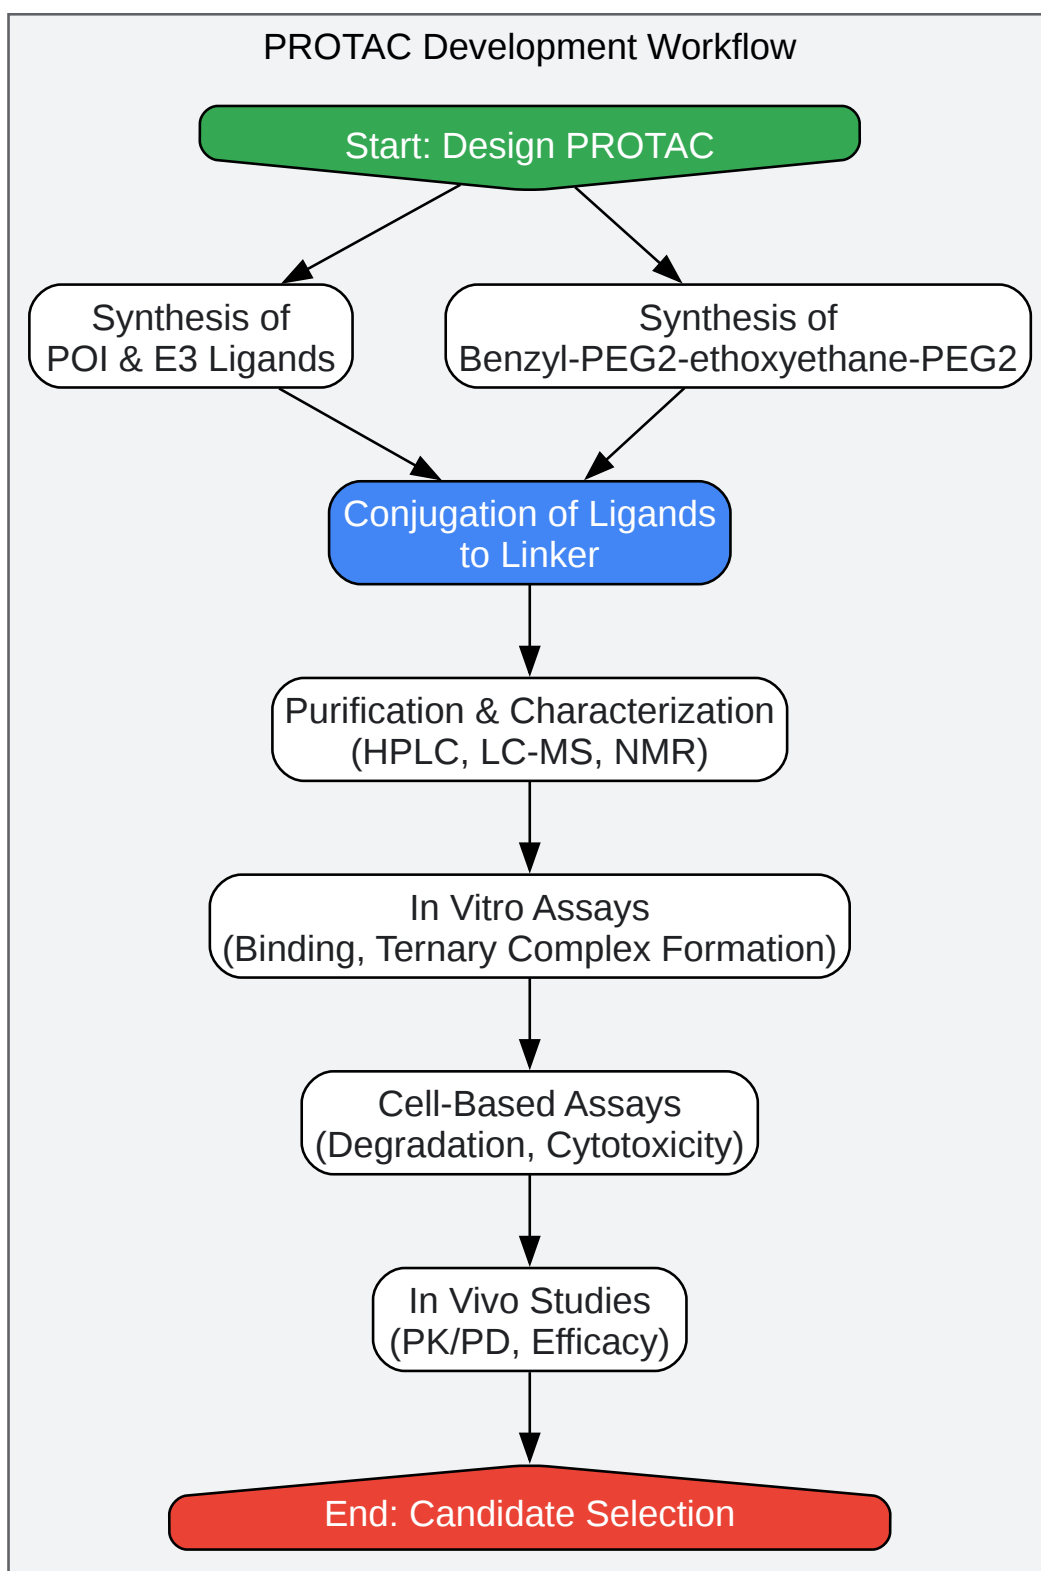 PROTAC Development Workflow
Start: Design PROTAC
Synthesis of
POI & E3 Ligands
Synthesis of
Benzyl-PEG2-ethoxyethane-PEG2
Conjugation of Ligands
to Linker
Purification & Characterization
(HPLC, LC-MS, NMR)
In Vitro Assays
(Binding, Ternary Complex Formation)
Cell-Based Assays
(Degradation, Cytotoxicity)
In Vivo Studies
(PK/PD, Efficacy)
End: Candidate Selection